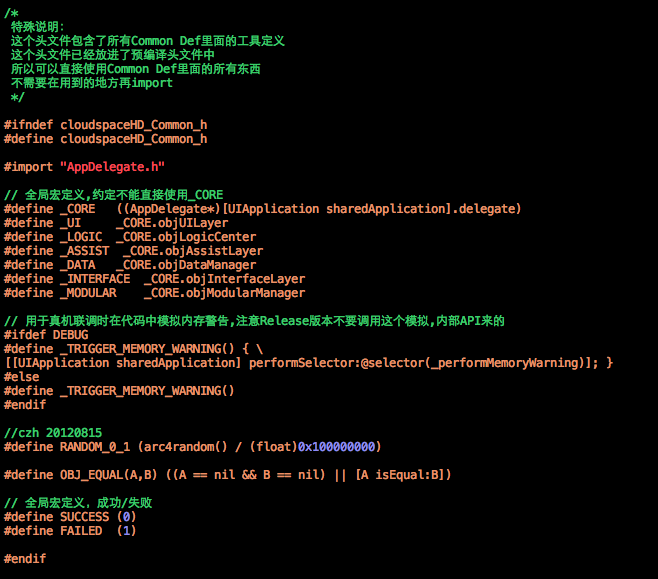 /*
特殊说明:
这个头文件包含了所有Common Def里面的工具定义
这个头文件已经放进了预编译头文件中
所以可以直接使用Common Def里面的所有东西
不需要在用到的地方再import
*/
#ifndef cloudspaceHD_Common_h
#define cloudspaceHD_Common_h
#import "AppDelegate.h"
// 全局宏定义,约定不能直接使用_CORE
#define _CORE   ((AppDelegate*)[UIApplication sharedApplication].delegate)
#define _UI     _CORE.objUILayer
#define _LOGIC  _CORE.objLogicCenter
#define _ASSIST  _CORE.objAssistLayer
#define _DATA   _CORE.objDataManager
#define _INTERFACE  _CORE.objInterfaceLayer
#define _MODULAR    _CORE.objModularManager
// 用于真机联调时在代码中模拟内存警告,注意Release版本不要调用这个模拟,内部API来的
#ifdef DEBUG
#define _TRIGGER_MEMORY_WARNING() { \
[[UIApplication sharedApplication] performSelector:@selector(_performMemoryWarning)]; }
#else
#define _TRIGGER_MEMORY_WARNING()
#endif
//czh 20120815
#define RANDOM_0_1 (arc4random() / (float)0x100000000)
#define OBJ_EQUAL(A,B) ((A == nil && B == nil) || [A isEqual:B])
// 全局宏定义，成功/失败
#define SUCCESS (0)
#define FAILED  (1)
#endif